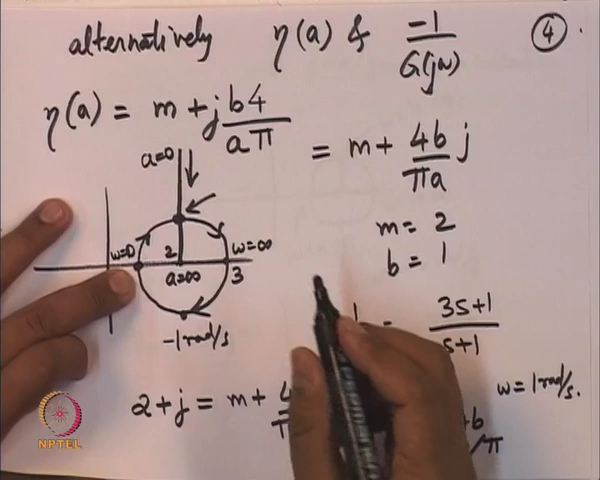 alternatively η(a) & -1/G(jω) ④
η(a) = m + j b4/aπ
= m + 4b/πa j
a=0
m = 2
b = 1
ω=0 2 ω=∞
a=∞ 3
-1 rad/s
3s+1/s+1
ω = 1 rad/s.
2+j = m +
NPTEL